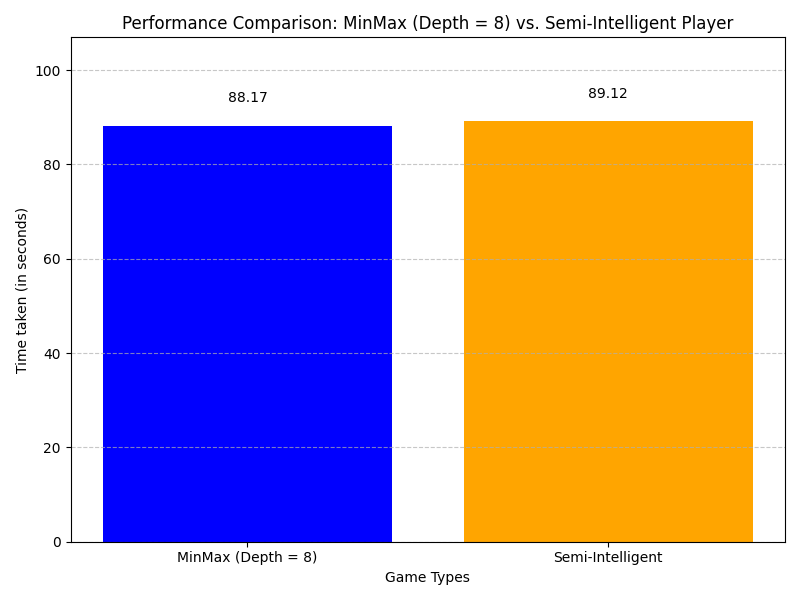 Performance Comparison: MinMax (Depth = 8) vs. Semi-Intelligent Player
Time taken (in seconds)
100
80
60
40
20
0
88.17
89.12
MinMax (Depth = 8)
Semi-Intelligent
Game Types